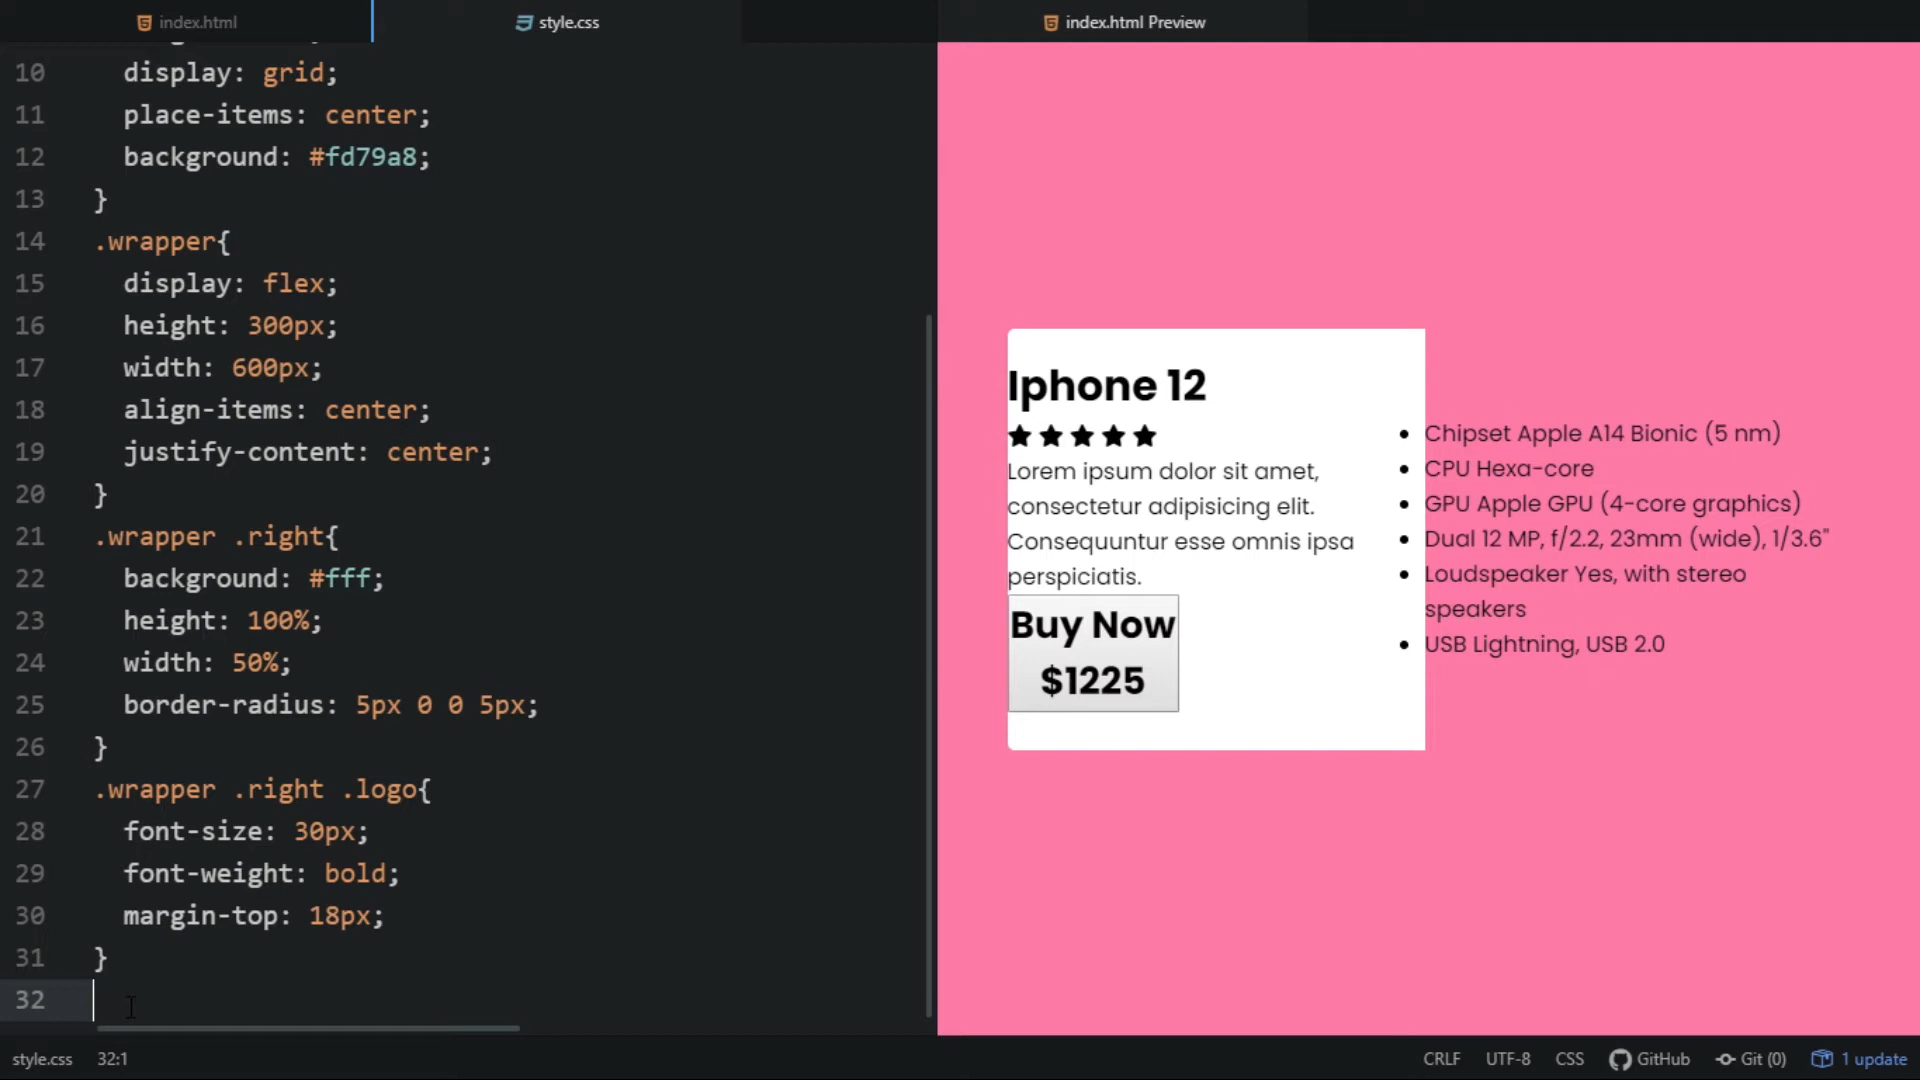 index.html
style.css
index.html Preview
10 display: grid;
11 place-items: center;
12 background: #fd79a8;
13 }
14 .wrapper{
15 display: flex;
16 height: 300px;
17 width: 600px;
18 align-items: center;
19 justify-content: center;
20 }
21 .wrapper .right{
22 background: #fff;
23 height: 100%;
24 width: 50%;
25 border-radius: 5px 0 0 5px;
26 }
27 .wrapper .right .logo{
28 font-size: 30px;
29 font-weight: bold;
30 margin-top: 18px;
31 }
32
Iphone 12
Lorem ipsum dolor sit amet,
consectetur adipisicing elit.
Consequuntur esse omnis ipsa
perspiciatis.
Buy Now
$1225
• Chipset Apple A14 Bionic (5 nm)
• CPU Hexa-core
• GPU Apple GPU (4-core graphics)
• Dual 12 MP, f/2.2, 23mm (wide), 1/3.6"
• Loudspeaker Yes, with stereo
speakers
• USB Lightning, USB 2.0
style.css 32:1
CRLF UTF-8 CSS GitHub Git (0) 1 update